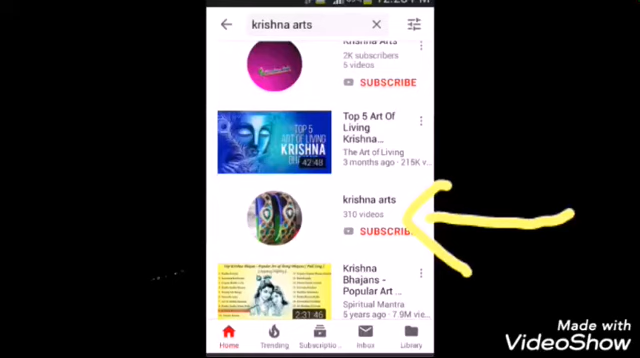 krishna arts
Krishna Arts
2K subscribers
5 videos
SUBSCRIBE
TOP 5
ART OF LIVING
KRISHNA
42:48
Top 5 Art Of
Living
Krishna...
The Art of Living
3 months ago · 215K v...
krishna arts
310 videos
SUBSCRIBE
2:31:46
Krishna
Bhajans -
Popular Art ...
Spiritual Mantra
5 years ago · 7.9M vie...
Home
Trending
Subscriptio...
Inbox
Library
Made with
VideoShow